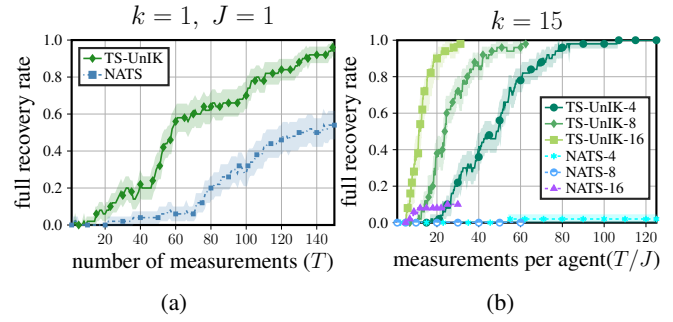 k = 1, J = 1
full recovery rate
1.0
0.8
0.6
0.4
0.2
0.0
TS-UnIK
NATS
0 20 40 60 80 100 120 140
number of measurements (T)
(a)
k = 15
full recovery rate
1.0
0.8
0.6
0.4
0.2
0.0
TS-UnIK-4
TS-UnIK-8
TS-UnIK-16
NATS-4
NATS-8
NATS-16
20 40 60 80 100 120
measurements per agent(T/J)
(b)